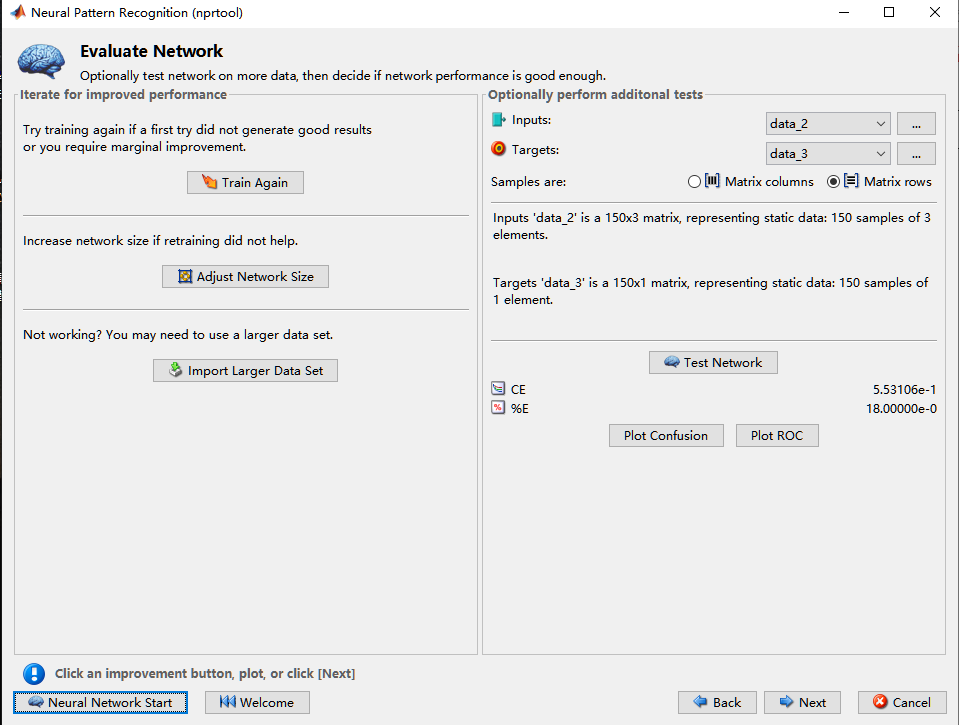 Neural Pattern Recognition (nprtool)
Evaluate Network
Optionally test network on more data, then decide if network performance is good enough.
Iterate for improved performance
Try training again if a first try did not generate good results
or you require marginal improvement.
Train Again
Increase network size if retraining did not help.
Adjust Network Size
Not working? You may need to use a larger data set.
Import Larger Data Set
Optionally perform additonal tests
Inputs: data_2 ...
Targets: data_3 ...
Samples are: Matrix columns Matrix rows
Inputs 'data_2' is a 150x3 matrix, representing static data: 150 samples of 3
elements.
Targets 'data_3' is a 150x1 matrix, representing static data: 150 samples of
1 element.
Test Network
CE 5.53106e-1
%E 18.00000e-0
Plot Confusion Plot ROC
Click an improvement button, plot, or click [Next]
Neural Network Start Welcome Back Next Cancel